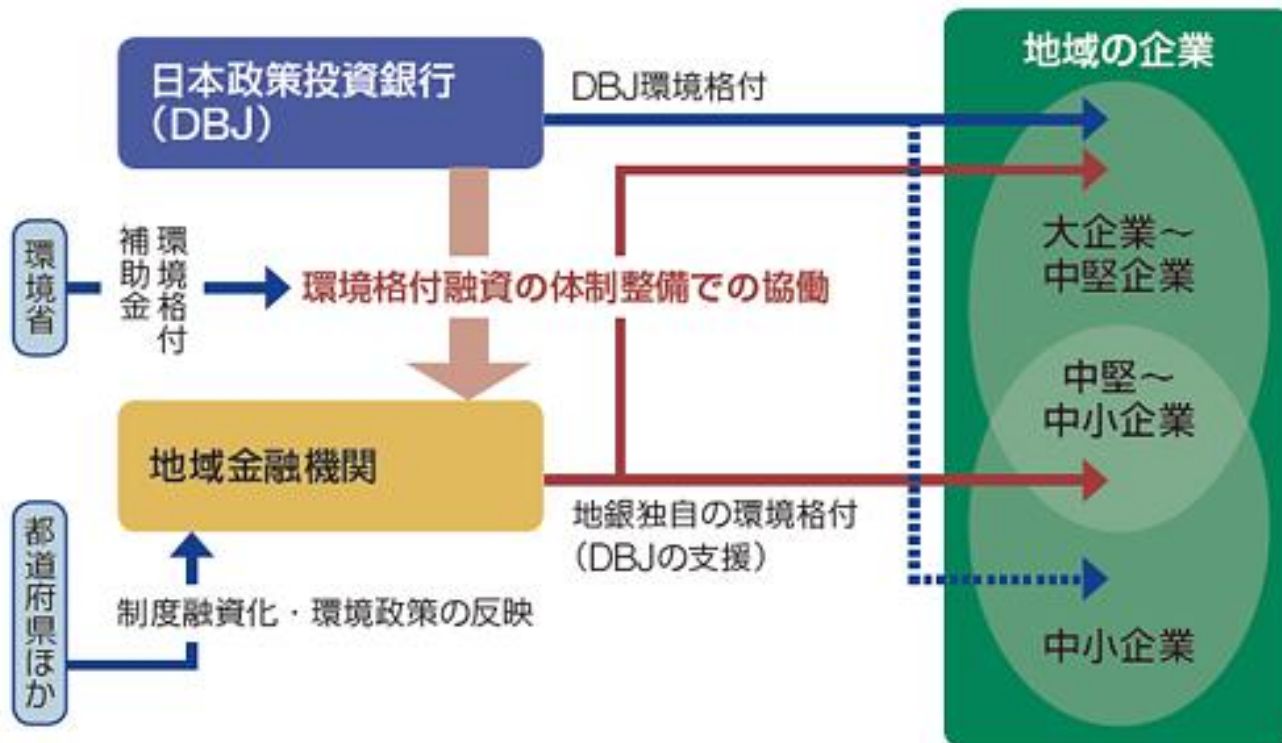 日本政策投資銀行
（DBJ）
DBJ環境格付
地域の企業
大企業～
中堅企業
中堅～
中小企業
中小企業
環境省
環境格付
補助金
環境格付融資の体制整備での協働
地域金融機関
地銀独自の環境格付
（DBJの支援）
都道府県ほか
制度融資化・環境政策の反映